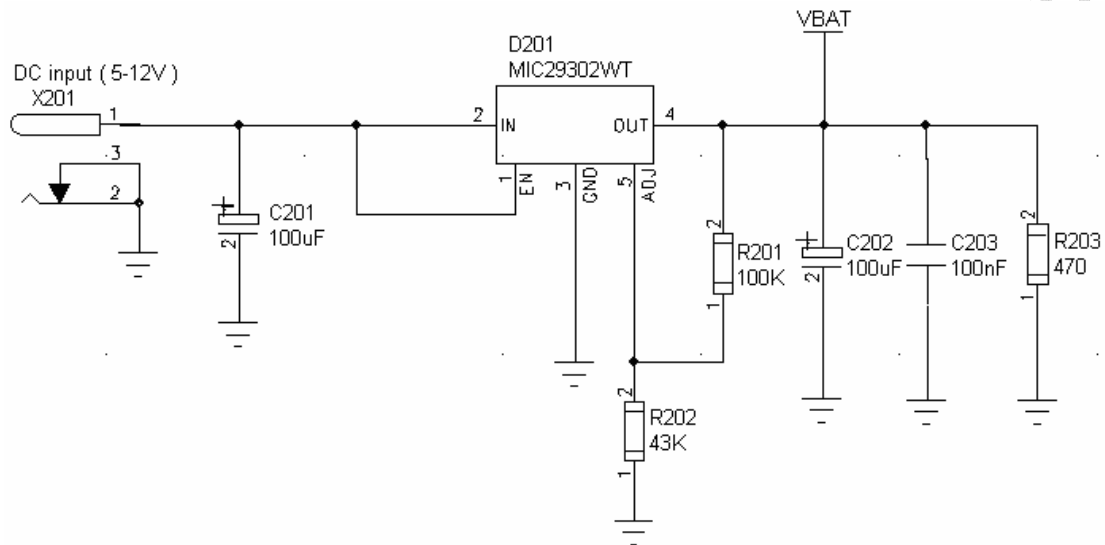 VBAT
D201
MIC29302WT
DC input ( 5-12V )
X201
1
2
IN
OUT
4
3
2
1
EN
3
GND
5
ADJ
C201
100uF
2
2
R201
100K
1
C202
100uF
2
C203
100nF
2
R203
470
1
2
R202
43K
1